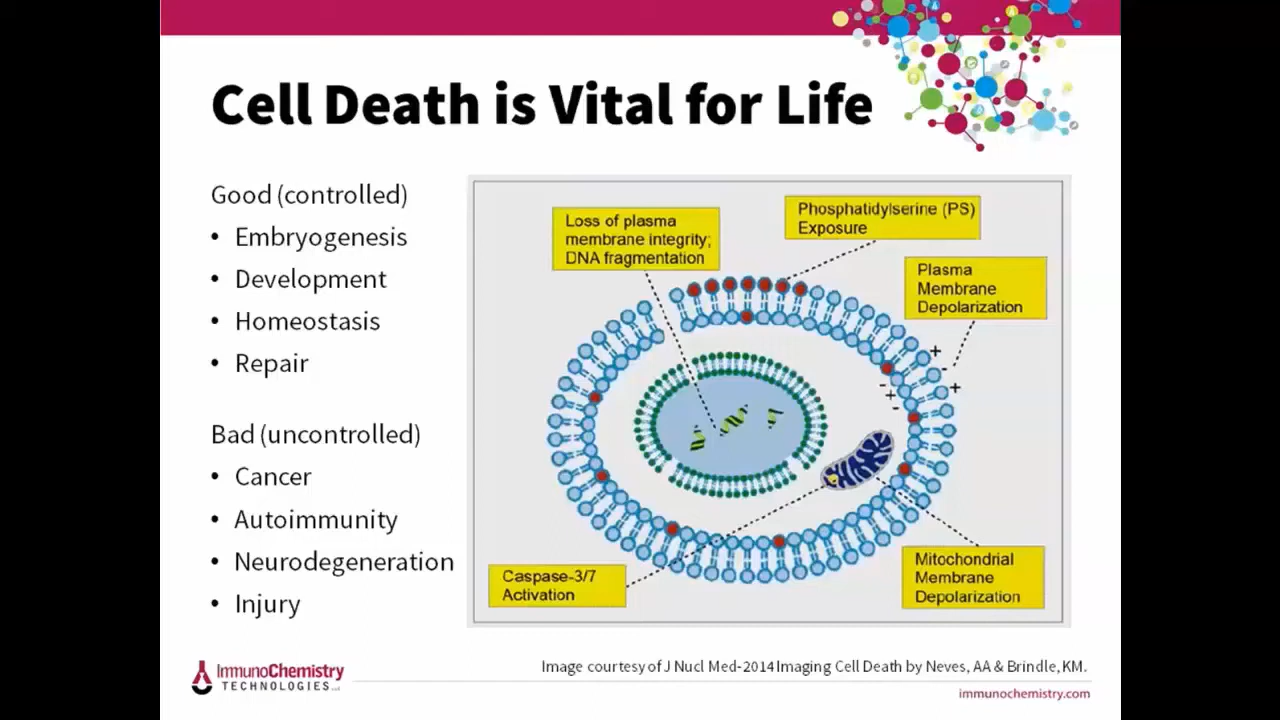 Cell Death is Vital for Life
Good (controlled)
• Embryogenesis
• Development
• Homeostasis
• Repair
Bad (uncontrolled)
• Cancer
• Autoimmunity
• Neurodegeneration
• Injury
Loss of plasma
membrane integrity;
DNA fragmentation
Phosphatidylserine (PS)
Exposure
Plasma
Membrane
Depolarization
+
-
+
-
+
-
Caspase-3/7
Activation
Mitochondrial
Membrane
Depolarization
Image courtesy of J Nucl Med-2014 Imaging Cell Death by Neves, AA & Brindle, KM.
ImmunoChemistry
TECHNOLOGIES
immunochemistry.com